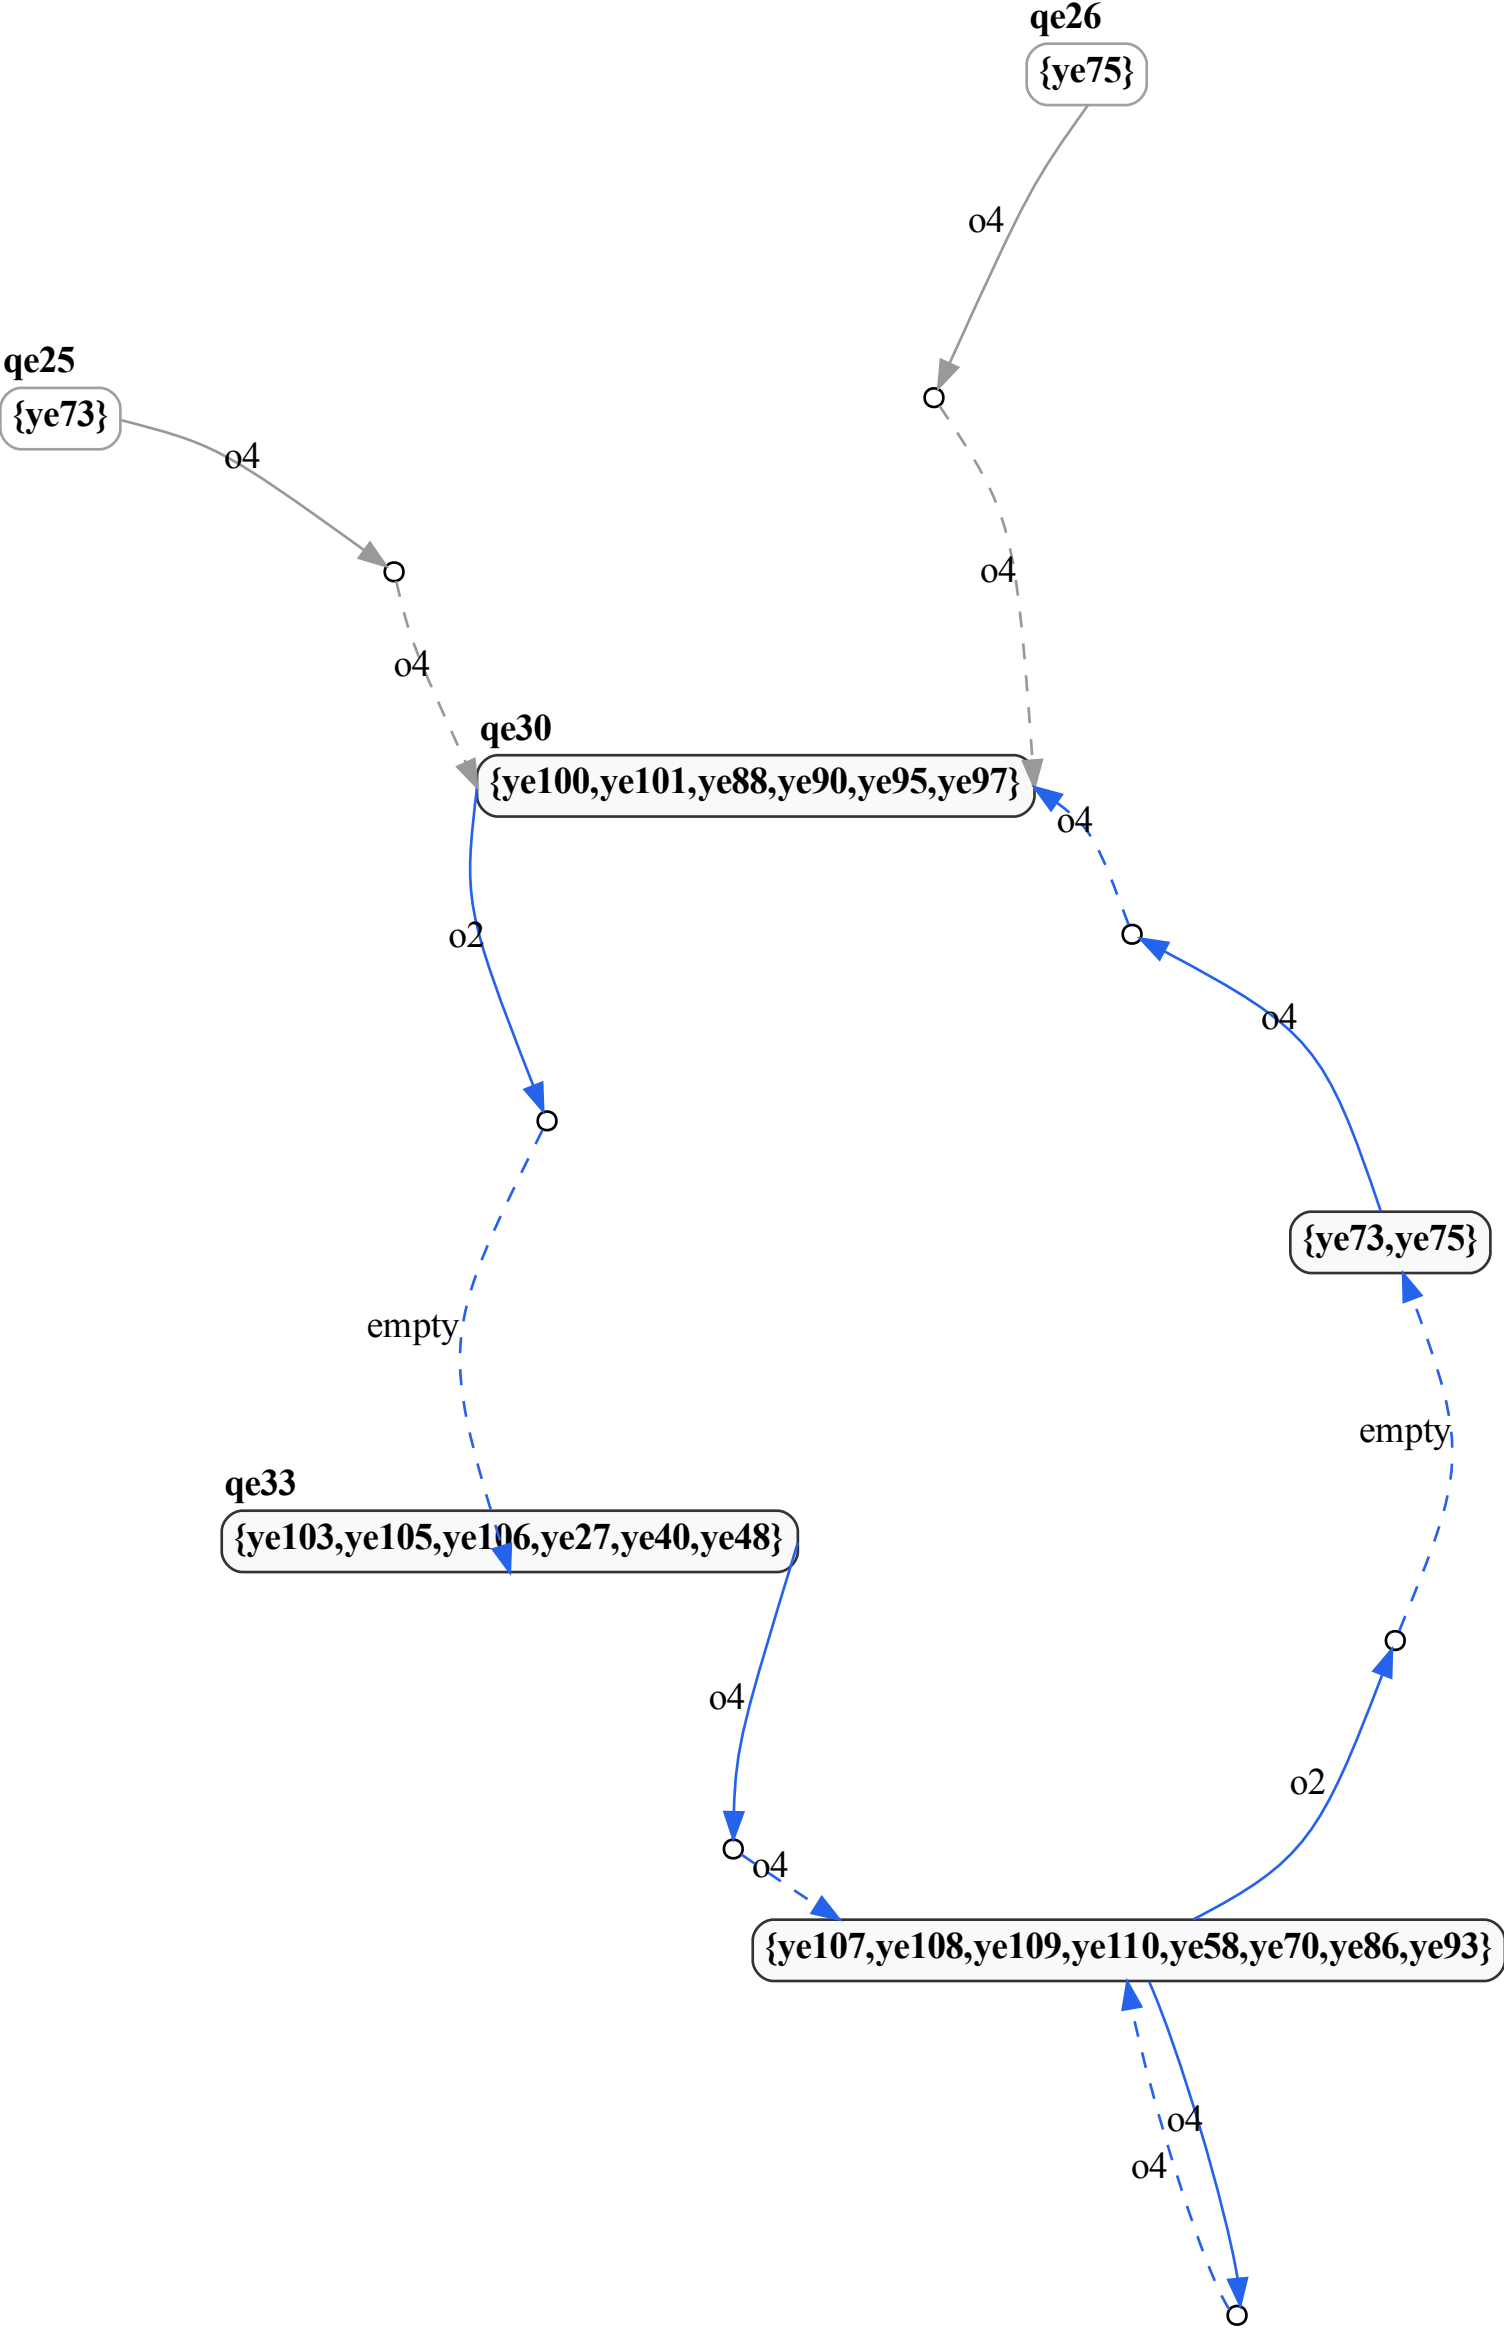 qe26
{ye75}
o4
qe25
{ye73}
o4
o4
o4
qe30
{ye100,ye101,ye88,ye90,ye95,ye97}
o4
o2
o4
{ye73,ye75}
empty
empty
qe33
{ye103,ye105,ye106,ye27,ye40,ye48}
o4
o2
o4
{ye107,ye108,ye109,ye110,ye58,ye70,ye86,ye93}
o4
o4